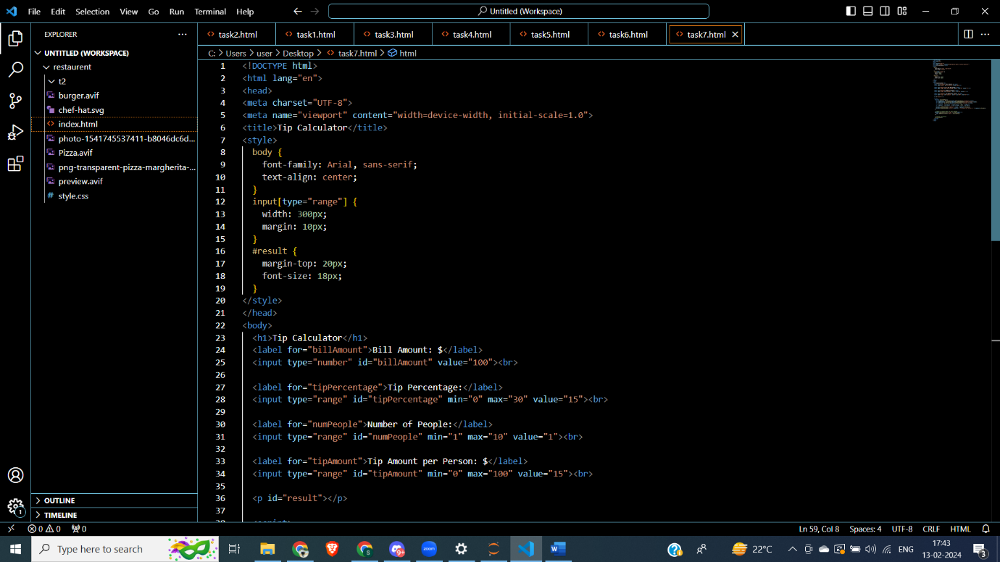 File Edit Selection View Go Run Terminal Help
Untitled (Workspace)
EXPLORER
task2.html task1.html task3.html task4.html task5.html task6.html task7.html
UNTITLED (WORKSPACE)
C: > Users > user > Desktop > task7.html > html
restaurent
t2
burger.avif
chef-hat.svg
index.html
photo-1541745537411-b8046dc6d...
Pizza.avif
png-transparent-pizza-margherita-...
preview.avif
# style.css
OUTLINE
TIMELINE
1 <!DOCTYPE html>
2 <html lang="en">
3 <head>
4 <meta charset="UTF-8">
5 <meta name="viewport" content="width=device-width, initial-scale=1.0">
6 <title>Tip Calculator</title>
7 <style>
8 body {
9 font-family: Arial, sans-serif;
10 text-align: center;
11 }
12 input[type="range"] {
13 width: 300px;
14 margin: 10px;
15 }
16 #result {
17 margin-top: 20px;
18 font-size: 18px;
19 }
20 </style>
21 </head>
22 <body>
23 <h1>Tip Calculator</h1>
24 <label for="billAmount">Bill Amount: $</label>
25 <input type="number" id="billAmount" value="100"><br>
26
27 <label for="tipPercentage">Tip Percentage:</label>
28 <input type="range" id="tipPercentage" min="0" max="30" value="15"><br>
29
30 <label for="numPeople">Number of People:</label>
31 <input type="range" id="numPeople" min="1" max="10" value="1"><br>
32
33 <label for="tipAmount">Tip Amount per Person: $</label>
34 <input type="range" id="tipAmount" min="0" max="100" value="15"><br>
35
36 <p id="result"></p>
37
38 <script>
1
0 0 0 Ln 59, Col 8 Spaces: 4 UTF-8 CRLF HTML
Type here to search
9+
zoom
22°C
ENG
17:43
13-02-2024
3